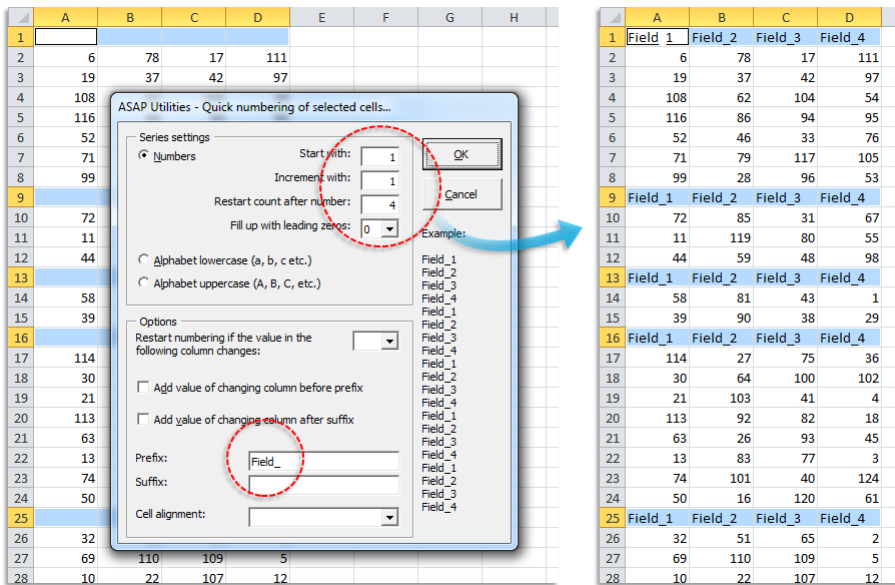 A B C D E F G H
1
2 6 78 17 111
3 19 37 42 97
4 108
5 116
6 52
7 71
8 99
9
10 72
11 11
12 44
13
14 58
15 39
16
17 114
18 30
19 21
20 113
21 63
22 13
23 74
24 50
25
26 32
27 69 110 109 5
28 10 22 107 12
ASAP Utilities - Quick numbering of selected cells...
Series settings
Numbers
Start with: 1
Increment with: 1
Restart count after number: 4
Fill up with leading zeros: 0
Alphabet lowercase (a, b, c etc.)
Alphabet uppercase (A, B, C, etc.)
Options
Restart numbering if the value in the
following column changes:
Add value of changing column before prefix
Add value of changing column after suffix
Prefix: Field_
Suffix:
Cell alignment:
OK
Cancel
Example:
Field_1
Field_2
Field_3
Field_4
Field_1
Field_2
Field_3
Field_4
Field_1
Field_2
Field_3
Field_4
Field_1
Field_2
Field_3
Field_4
Field_1
Field_2
Field_3
Field_4
A B C D
1 Field_1 Field_2 Field_3 Field_4
2 6 78 17 111
3 19 37 42 97
4 108 62 104 54
5 116 86 94 95
6 52 46 33 76
7 71 79 117 105
8 99 28 96 53
9 Field_1 Field_2 Field_3 Field_4
10 72 85 31 67
11 11 119 80 55
12 44 59 48 98
13 Field_1 Field_2 Field_3 Field_4
14 58 81 43 1
15 39 90 38 29
16 Field_1 Field_2 Field_3 Field_4
17 114 27 75 36
18 30 64 100 102
19 21 103 41 4
20 113 92 82 18
21 63 26 93 45
22 13 83 77 3
23 74 101 40 124
24 50 16 120 61
25 Field_1 Field_2 Field_3 Field_4
26 32 51 65 2
27 69 110 109 5
28 10 22 107 12